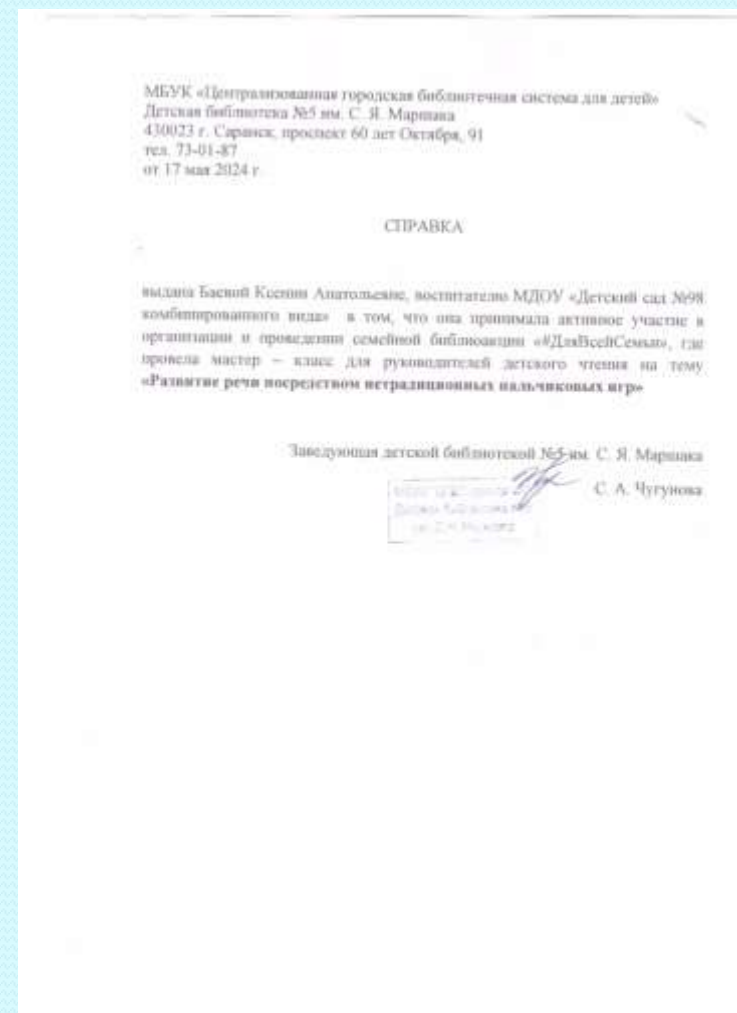 МБУК «Централизованная городская библиотечная система для детей»
Детская библиотека №5 им. С. Я. Маршака
430023 г. Саранск, проспект 60 лет Октября, 91
тел. 73-01-87
от 17 мая 2024 г.
СПРАВКА
выдана Баевой Ксении Анатольевне, воспитателю МДОУ «Детский сад №98
комбинированного вида» в том, что она принимала активное участие в
организации и проведении семейной библиоакции «#ДляВсейСемьи», где
провела мастер – класс для руководителей детского чтения на тему
«Развитие речи посредством нетрадиционных пальчиковых игр»
Заведующая детской библиотекой №5 им. С. Я. Маршака
С. А. Чугунова